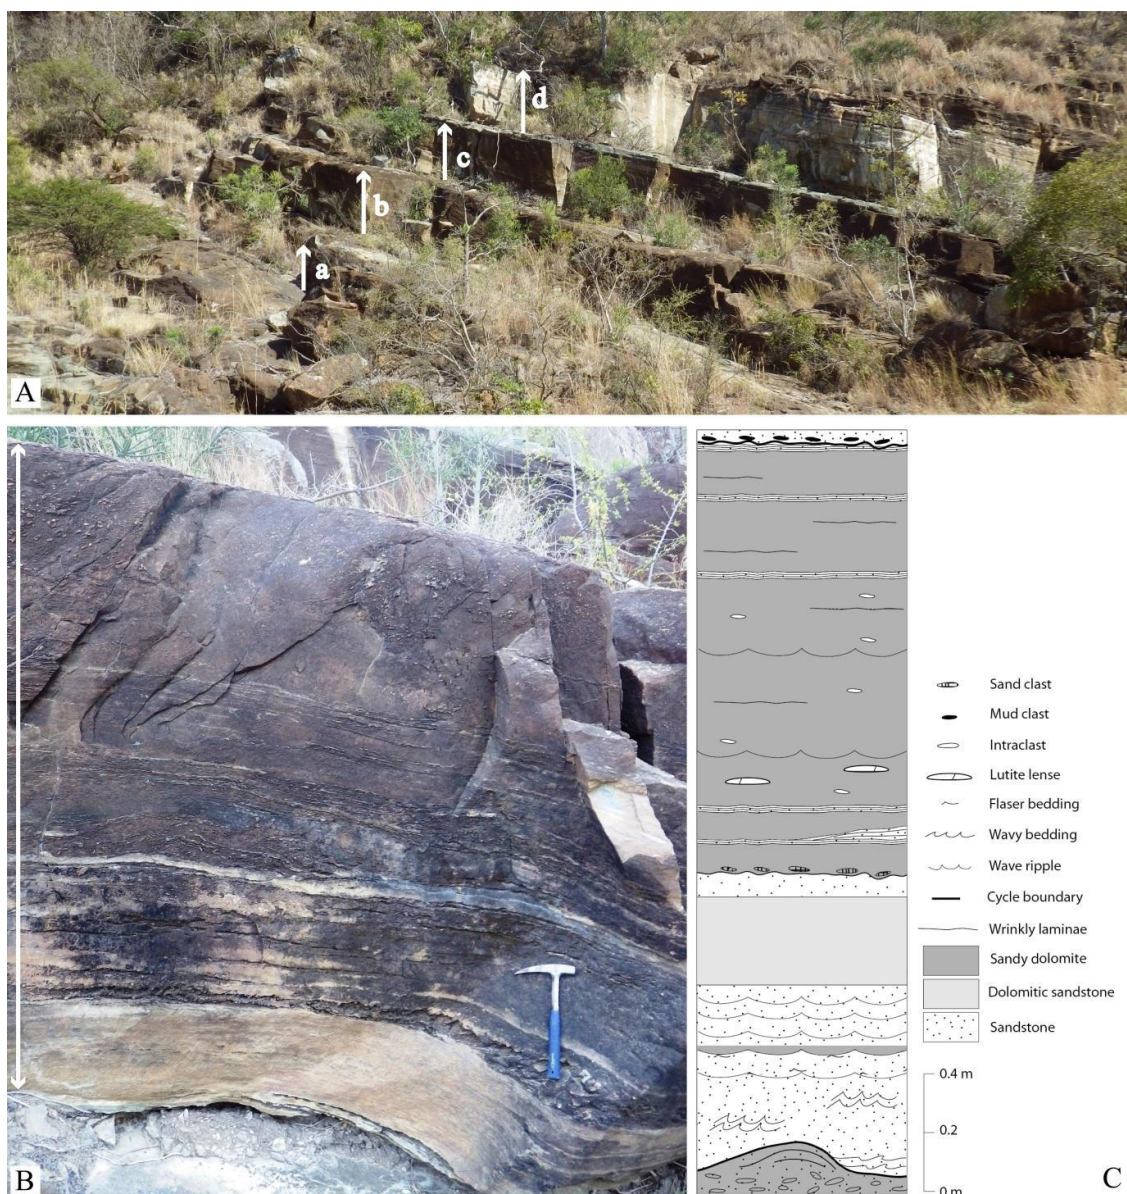 d
c
b
a
A
Sand clast
Mud clast
Intraclast
Lutite lense
Flaser bedding
Wavy bedding
Wave ripple
Cycle boundary
Wrinkly laminae
Sandy dolomite
Dolomitic sandstone
Sandstone
0.4 m
0.2
0 m
B
C